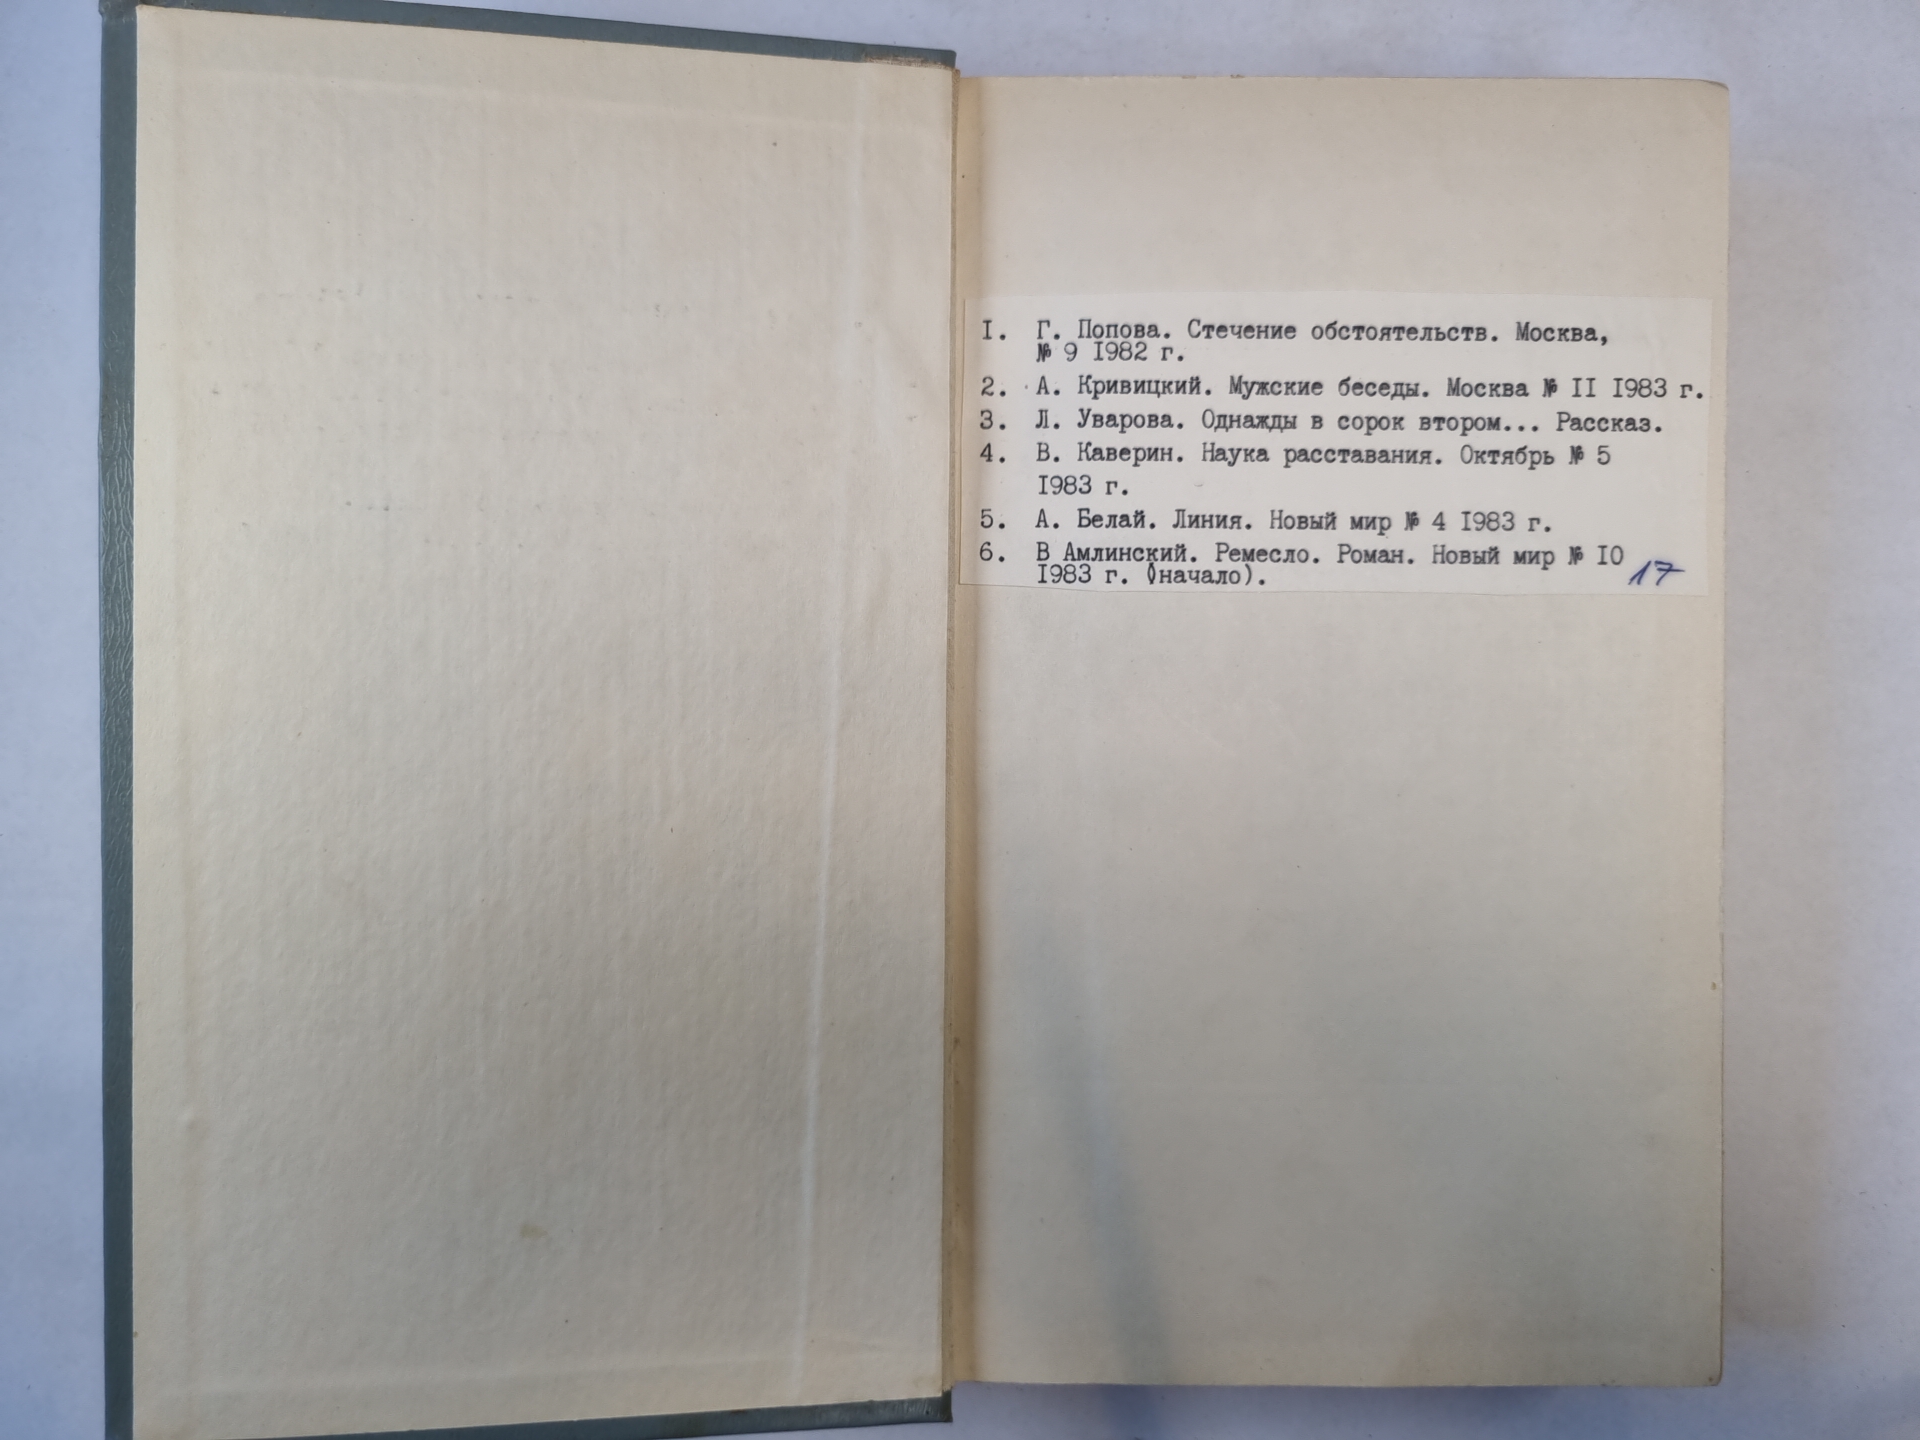 I. Г. Попова. Стечение обстоятельств. Москва,
№ 9 I982 г.
2. А. Кривицкий. Мужские беседы. Москва № II I983 г.
3. Л. Уварова. Однажды в сорок втором... Рассказ.
4. В. Каверин. Наука расставания. Октябрь № 5
I983 г.
5. А. Белай. Линия. Новый мир № 4 I983 г.
6. В Амлинский. Ремесло. Роман. Новый мир № IO
I983 г. (начало).
17